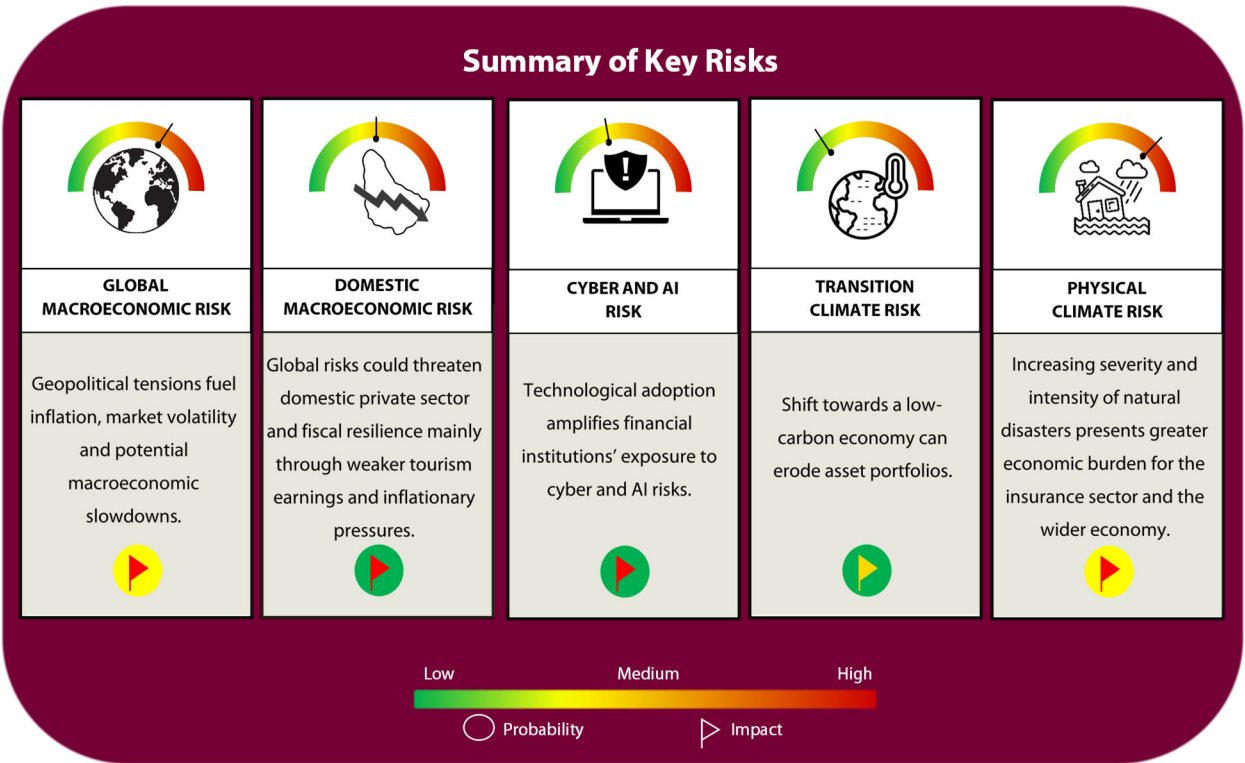 Summary of Key Risks
GLOBAL
MACROECONOMIC RISK
Geopolitical tensions fuel
inflation, market volatility
and potential
macroeconomic
slowdowns.
DOMESTIC
MACROECONOMIC RISK
Global risks could threaten
domestic private sector
and fiscal resilience mainly
through weaker tourism
earnings and inflationary
pressures.
CYBER AND AI
RISK
Technological adoption
amplifies financial
institutions’ exposure to
cyber and AI risks.
TRANSITION
CLIMATE RISK
Shift towards a low-
carbon economy can
erode asset portfolios.
PHYSICAL
CLIMATE RISK
Increasing severity and
intensity of natural
disasters presents greater
economic burden for the
insurance sector and the
wider economy.
Low
Medium
High
Probability
Impact